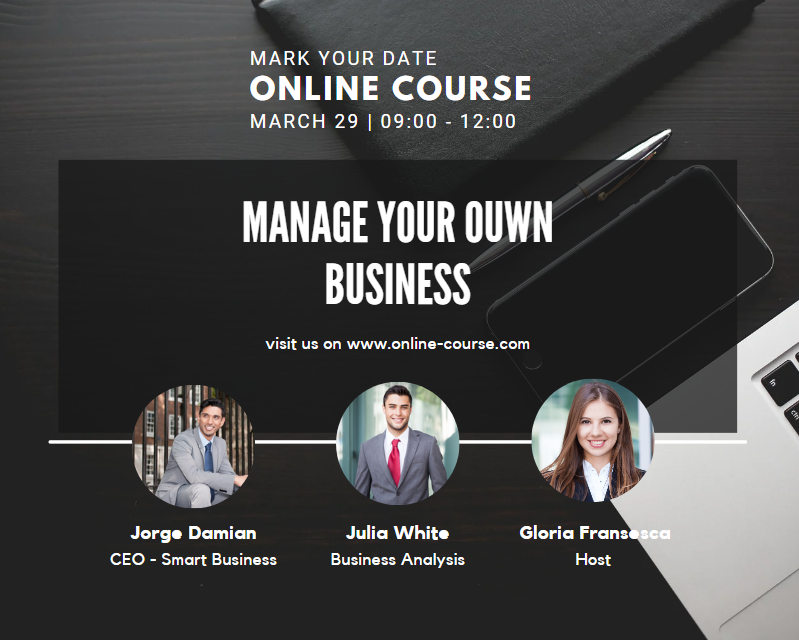 MARK YOUR DATE
ONLINE COURSE
MARCH 29 | 09:00 - 12:00
MANAGE YOUR OUWN
BUSINESS
visit us on www.online-course.com
fn
Jorge Damian
Julia White
Gloria Fransesca
CEO - Smart Business
Business Analysis
Host